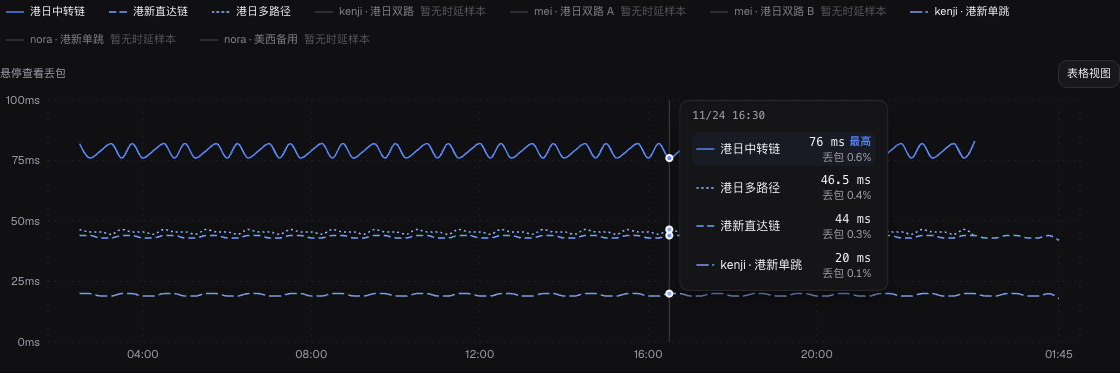 港日中转链 港新直达链 港日多路径 kenji · 港日双路 暂无时延样本 mei · 港日双路 A 暂无时延样本 mei · 港日双路 B 暂无时延样本 kenji · 港新单跳
nora · 港新单跳 暂无时延样本 nora · 美西备用 暂无时延样本
悬停查看丢包 表格视图
100ms
75ms
50ms
25ms
0ms
11/24 16:30
港日中转链 76 ms 最高
丢包 0.6%
港日多路径 46.5 ms
丢包 0.4%
港新直达链 44 ms
丢包 0.3%
kenji · 港新单跳 20 ms
丢包 0.1%
04:00 08:00 12:00 16:00 20:00 01:45